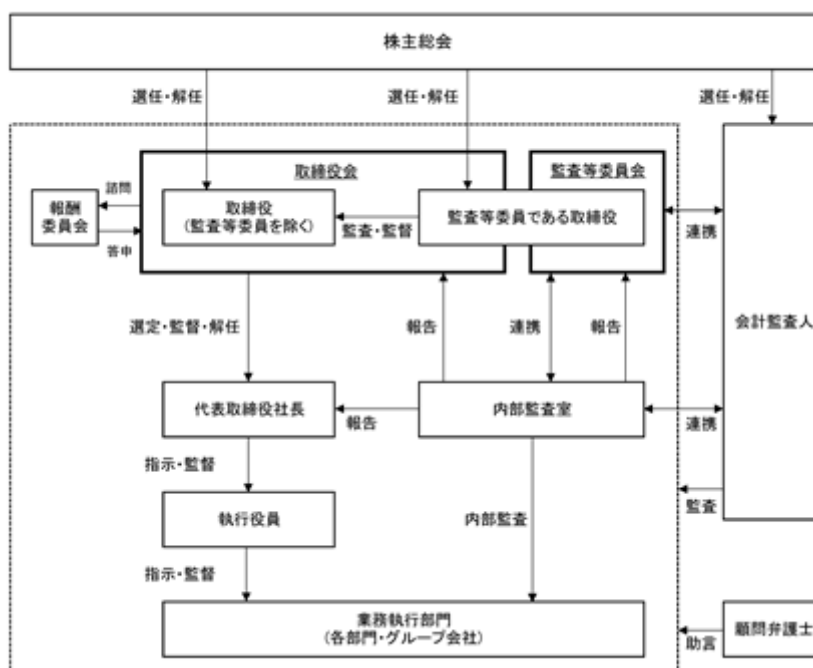 株主総会
選任・解任
選任・解任
選任・解任
取締役会
監査等委員会
諮問
報酬
委員会
答申
取締役
(監査等委員を除く)
監査・監督
監査等委員である取締役
連携
選定・監督・解任
報告
連携
報告
会計監査人
代表取締役社長
報告
内部監査室
連携
指示・監督
執行役員
内部監査
監査
指示・監督
業務執行部門
(各部門・グループ会社)
顧問弁護士
助言